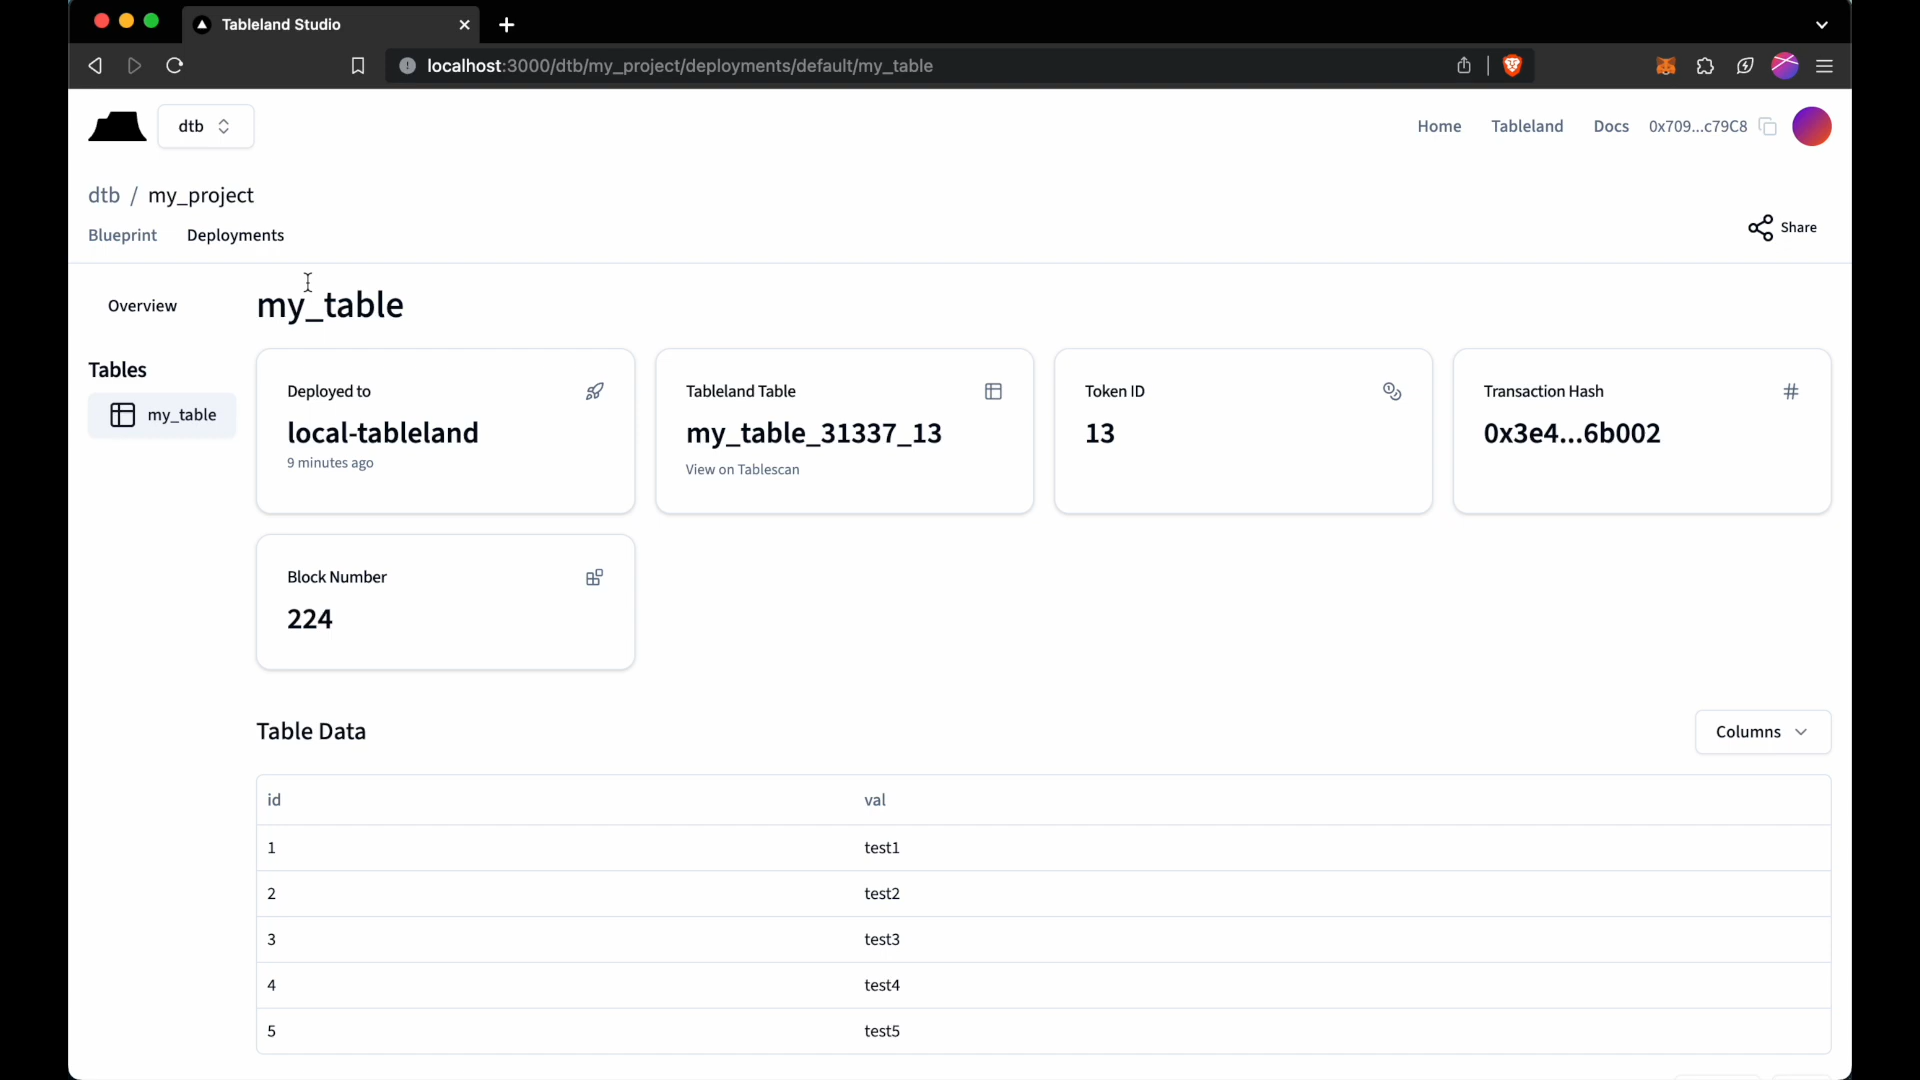 Tableland Studio
localhost:3000/dtb/my_project/deployments/default/my_table
dtb
Home
Tableland
Docs
0x709...c79C8
dtb / my_project
Blueprint
Deployments
Share
Overview
Tables
my_table
my_table
Deployed to
local-tableland
9 minutes ago
Tableland Table
my_table_31337_13
View on Tablescan
Token ID
13
Transaction Hash
0x3e4...6b002
Block Number
224
Table Data
Columns
id val
1 test1
2 test2
3 test3
4 test4
5 test5